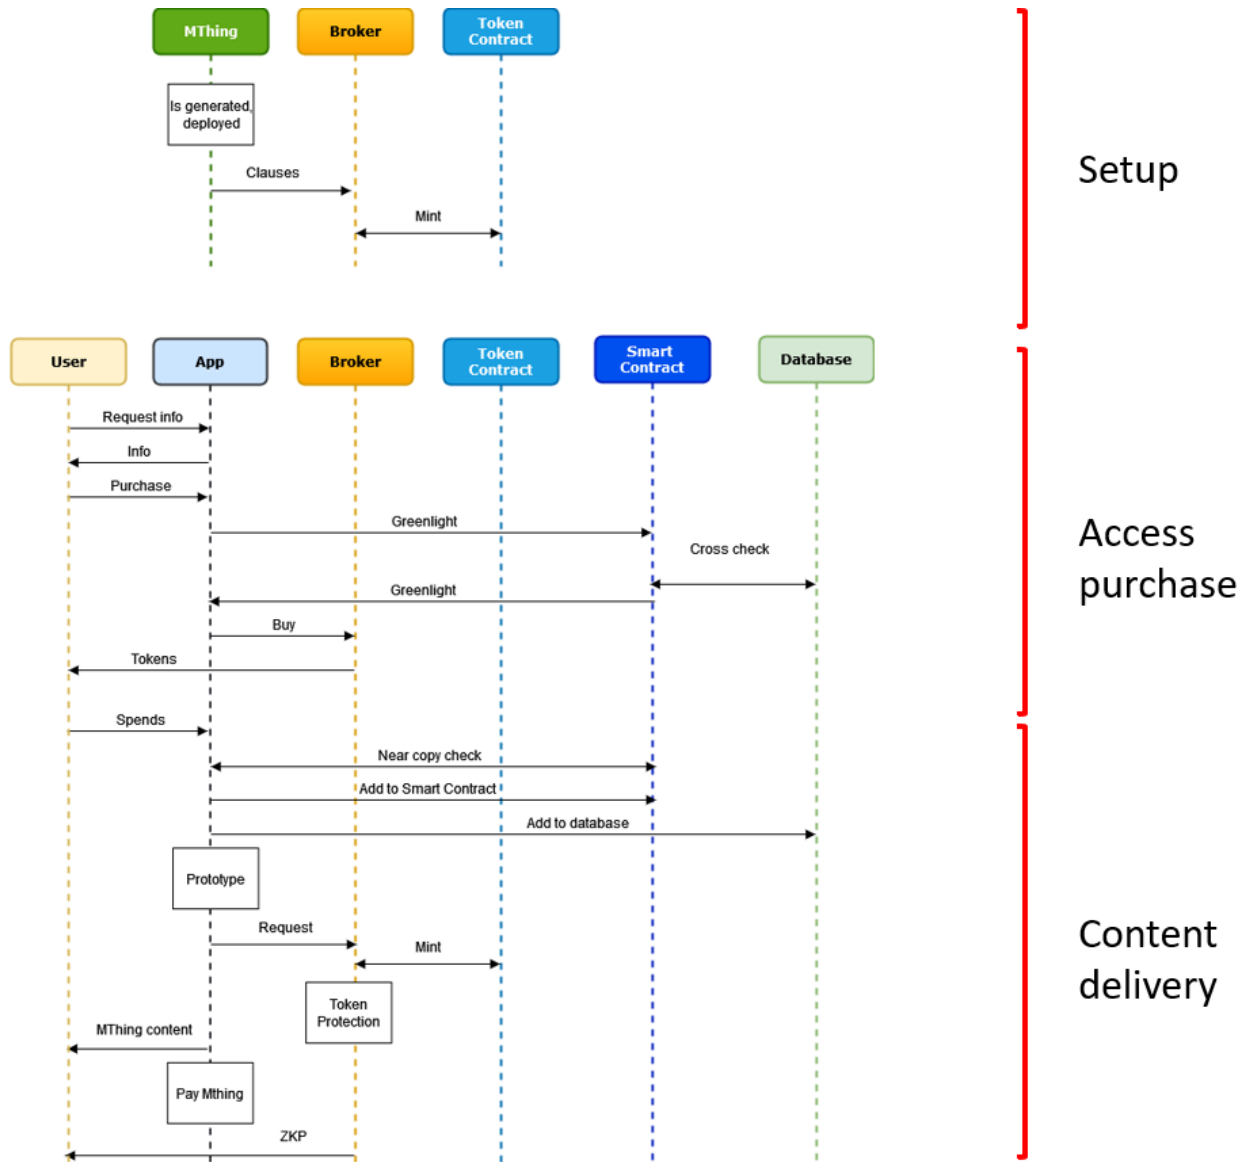 MThing
Broker
Token
Contract
Is generated,
deployed
Clauses
Mint
Setup
User
App
Broker
Token
Contract
Smart
Contract
Database
Request info
Info
Purchase
Greenlight
Cross check
Greenlight
Buy
Tokens
Access
purchase
Spends
Near copy check
Add to Smart Contract
Add to database
Prototype
Request
Mint
Token
Protection
MThing content
Pay Mthing
ZKP
Content
delivery